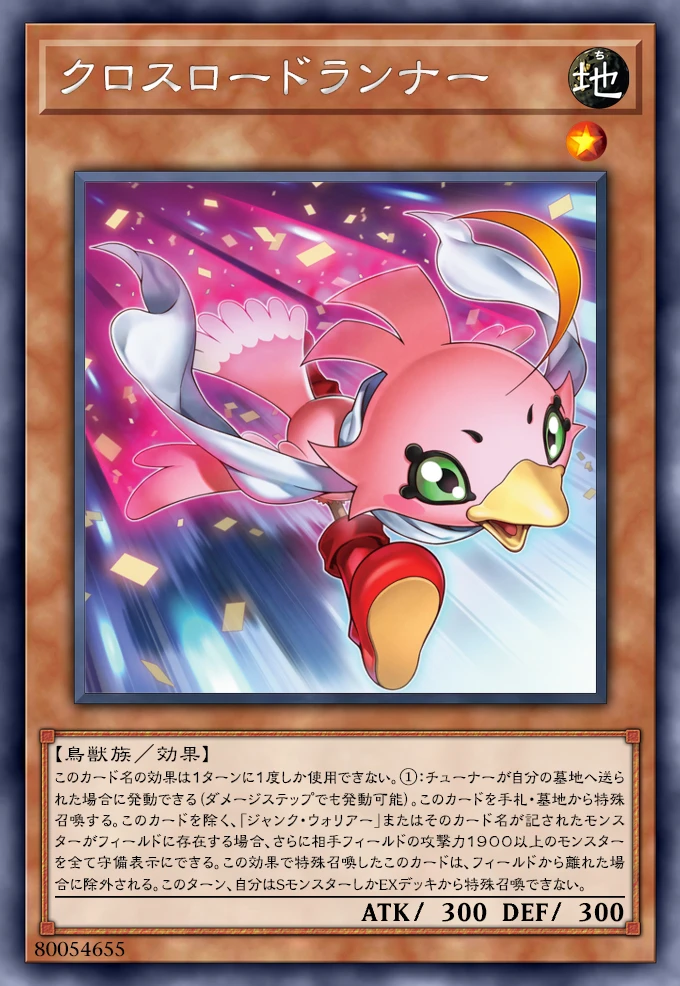 クロスロードランナー
ち
地
【鳥獣族／効果】
このカード名の効果は１ターンに１度しか使用できない。①：チューナーが自分の墓地へ送ら
れた場合に発動できる(ダメージステップでも発動可能)。このカードを手札・墓地から特殊
召喚する。このカードを除く、「ジャンク・ウォリアー」またはそのカード名が記されたモンス
ターがフィールドに存在する場合、さらに相手フィールドの攻撃力１９００以上のモンスター
を全て守備表示にできる。この効果で特殊召喚したこのカードは、フィールドから離れた場
合に除外される。このターン、自分はSモンスターしかEXデッキから特殊召喚できない。
ATK/ 300 DEF/ 300
80054655